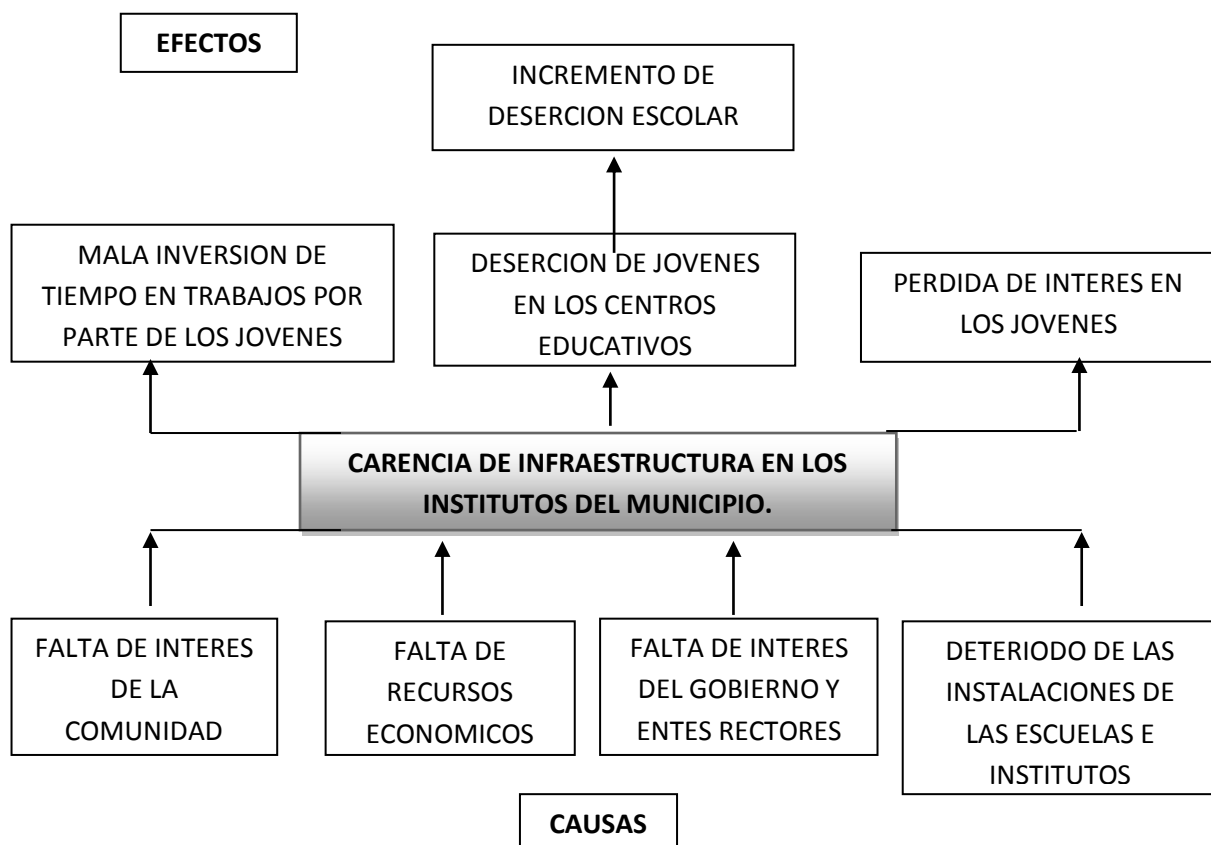 EFECTOS
INCREMENTO DE
DESERCION ESCOLAR
MALA INVERSION DE
TIEMPO EN TRABAJOS POR
PARTE DE LOS JOVENES
DESERCION DE JOVENES
EN LOS CENTROS
EDUCATIVOS
PERDIDA DE INTERES EN
LOS JOVENES
CARENCIA DE INFRAESTRUCTURA EN LOS
INSTITUTOS DEL MUNICIPIO.
FALTA DE INTERES
DE LA
COMUNIDAD
FALTA DE
RECURSOS
ECONOMICOS
FALTA DE INTERES
DEL GOBIERNO Y
ENTES RECTORES
DETERIODO DE LAS
INSTALACIONES DE
LAS ESCUELAS E
INSTITUTOS
CAUSAS